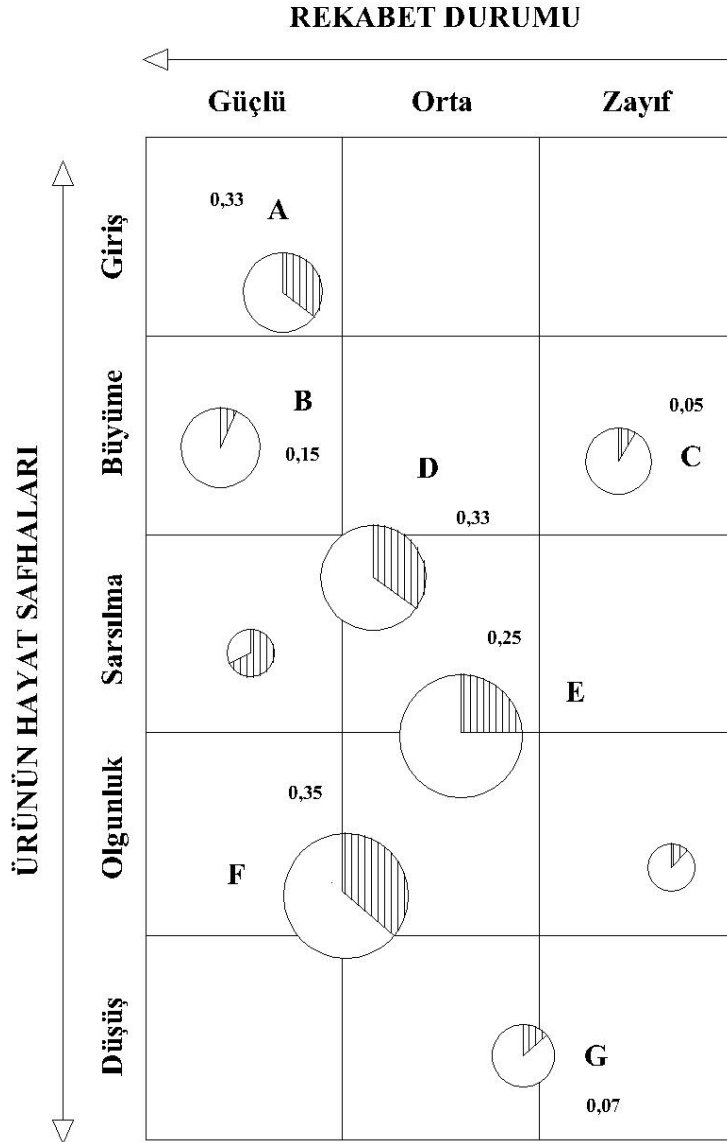 REKABET DURUMU
Güçlü Orta Zayıf
ÜRÜNÜN HAYAT SAFHALARI
Giriş
0,33 A
Büyüme
B
0,15
0,05
C
D
0,33
Sarsılma
0,25
E
Olgunluk
0,35
F
Düşüş
G
0,07